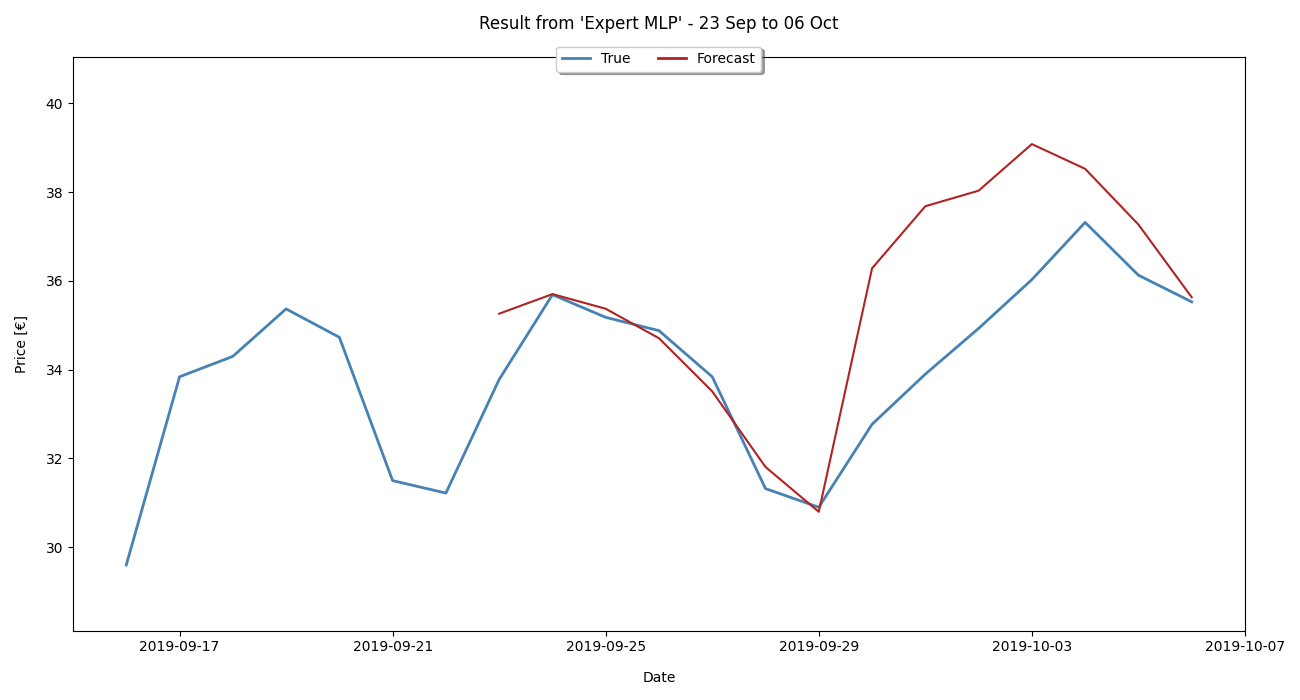 Result from 'Expert MLP' - 23 Sep to 06 Oct
True Forecast
40
38
36
34
32
30
Price [€]
2019-09-17 2019-09-21 2019-09-25 2019-09-29 2019-10-03 2019-10-07
Date